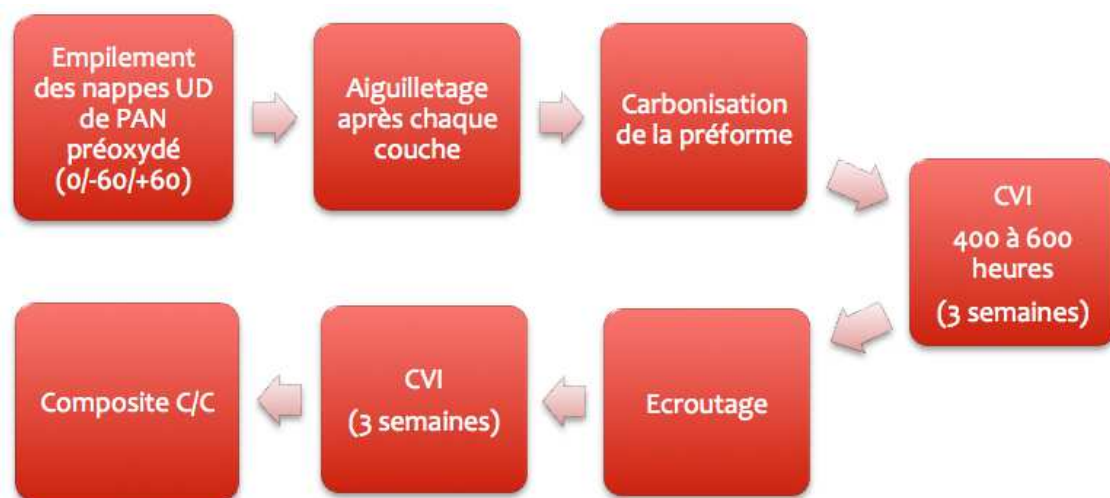 Empilement
des nappes UD
de PAN
préoxydé
(0/-60/+60)
Aiguilletage
après chaque
couche
Carbonisation
de la préforme
CVI
400 à 600
heures
(3 semaines)
Ecroutage
CVI
(3 semaines)
Composite C/C